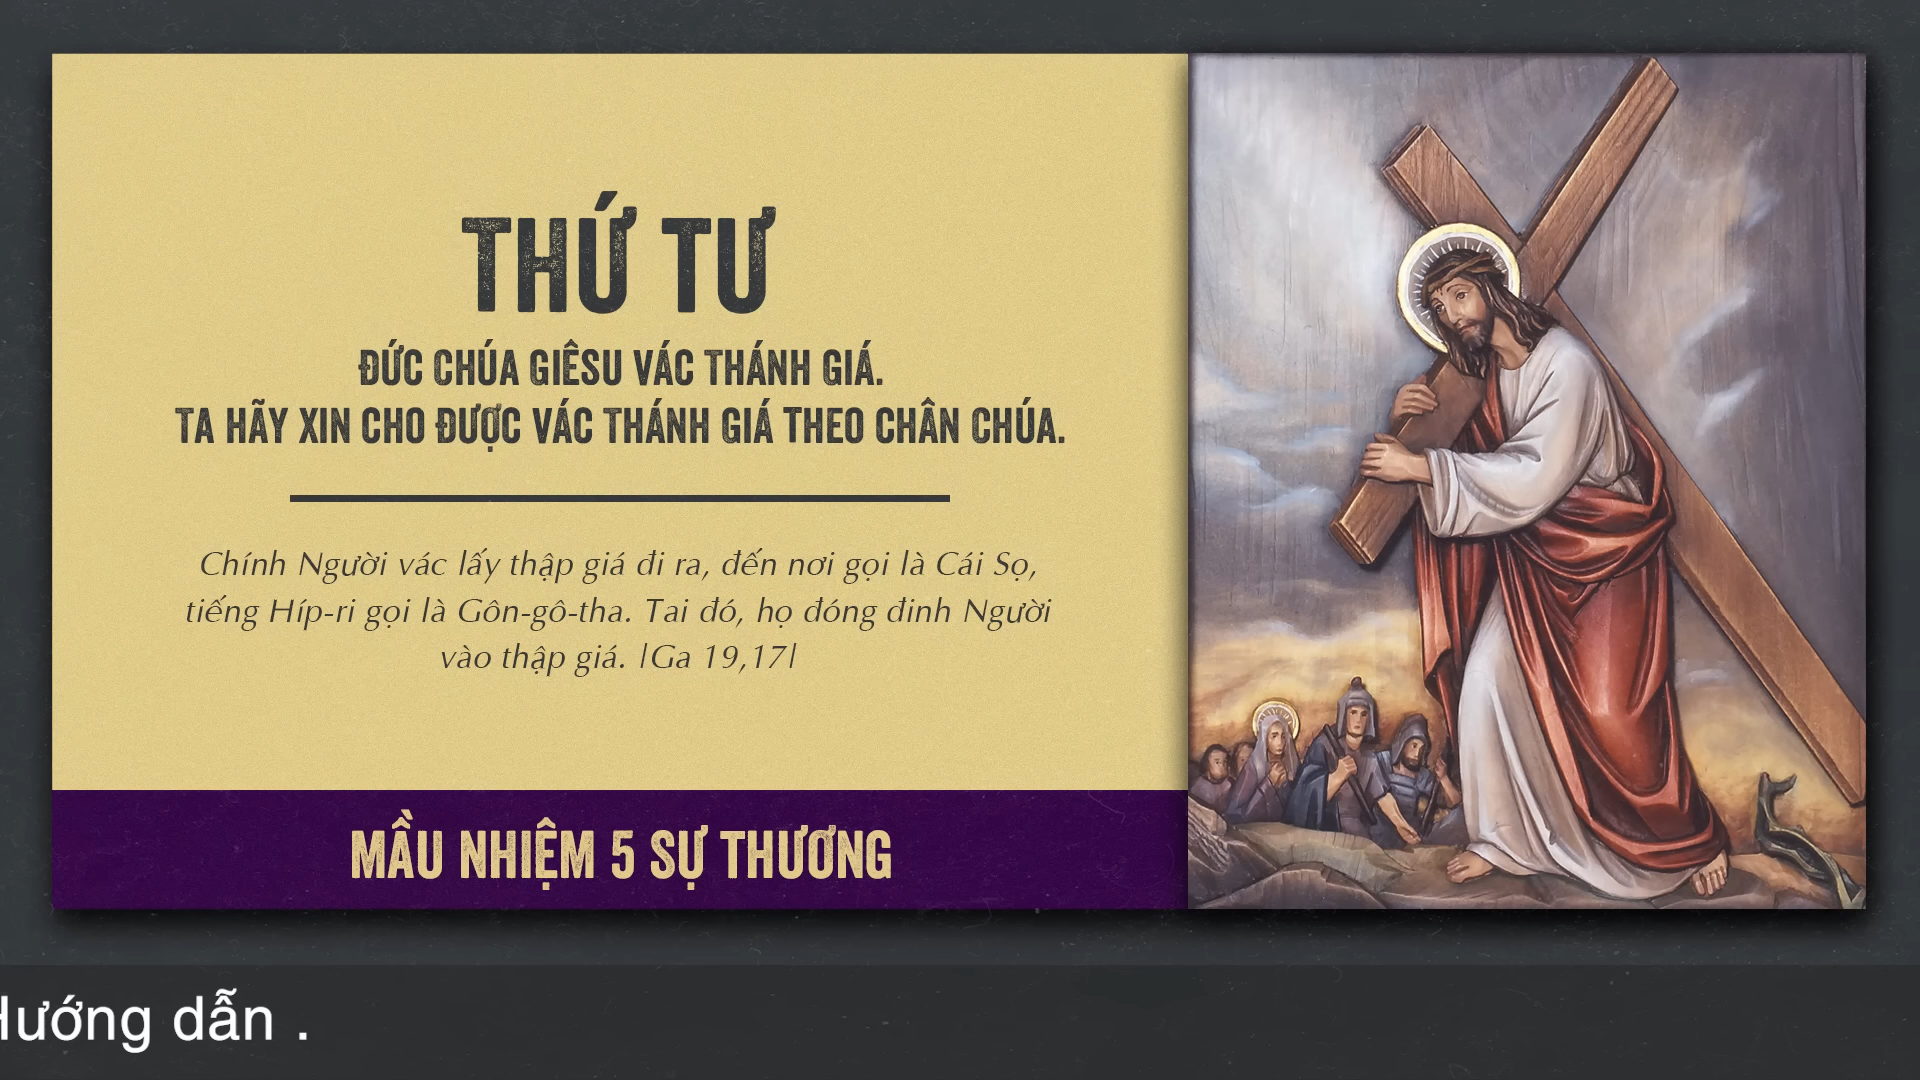 THỨ TƯ
ĐỨC CHÚA GIÊSU VÁC THÁNH GIÁ.
TA HÃY XIN CHO ĐƯỢC VÁC THÁNH GIÁ THEO CHÂN CHÚA.
Chính Người vác lấy thập giá đi ra, đến nơi gọi là Cái Sọ,
tiếng Híp-ri gọi là Gôn-gô-tha. Tai đó, họ đóng đinh Người
vào thập giá. |Ga 19,17|
MẦU NHIỆM 5 SỰ THƯƠNG
Hướng dẫn .